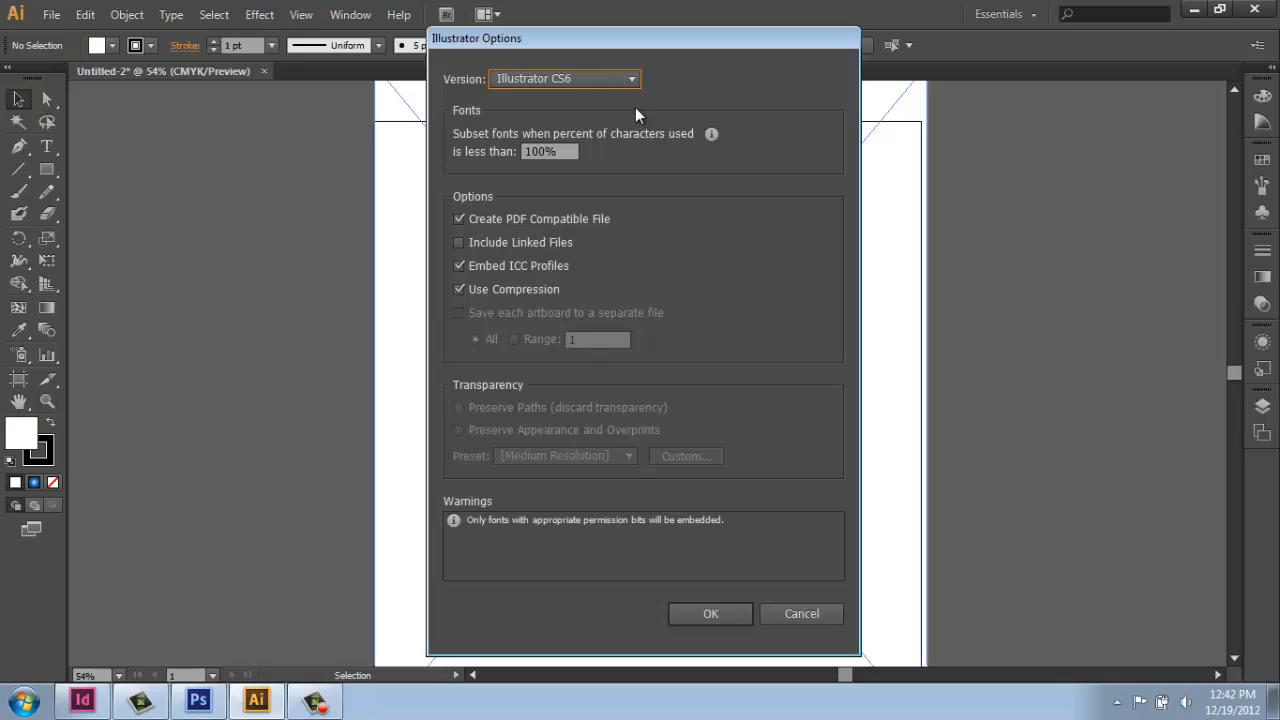 Ai File Edit Object Type Select Effect View Window Help Br Essentials
No Selection Stroke: 1 pt Uniform 5 p
Untitled-2* @ 54% (CMYK/Preview) ×
Illustrator Options
Version: Illustrator CS6
Fonts
Subset fonts when percent of characters used
is less than: 100%
Options
Create PDF Compatible File
Include Linked Files
Embed ICC Profiles
Use Compression
Save each artboard to a separate file
All Range: 1
Transparency
Preserve Paths (discard transparency)
Preserve Appearance and Overprints
Preset: [Medium Resolution] Custom...
Warnings
Only fonts with appropriate permission bits will be embedded.
OK Cancel
54% 1 Selection
Id Ps Ai
12:42 PM
12/19/2012